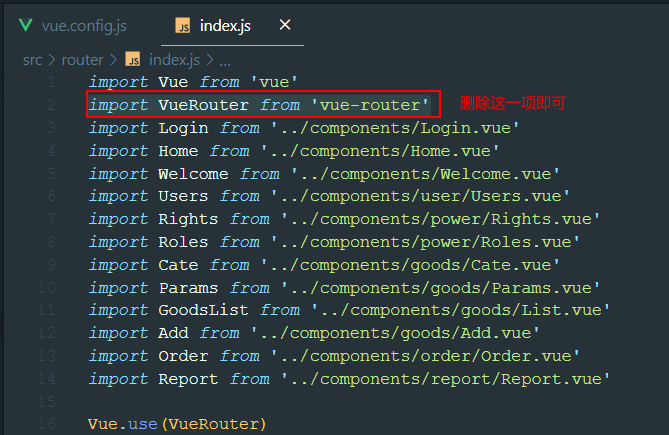 vue.config.js
JS index.js ×
src > router > JS index.js > ...
1 import Vue from 'vue'
2 import VueRouter from 'vue-router' 删除这一项即可
3 import Login from '../components/Login.vue'
4 import Home from '../components/Home.vue'
5 import Welcome from '../components/Welcome.vue'
6 import Users from '../components/user/Users.vue'
7 import Rights from '../components/power/Rights.vue'
8 import Roles from '../components/power/Roles.vue'
9 import Cate from '../components/goods/Cate.vue'
10 import Params from '../components/goods/Params.vue'
11 import GoodsList from '../components/goods/List.vue'
12 import Add from '../components/goods/Add.vue'
13 import Order from '../components/order/Order.vue'
14 import Report from '../components/report/Report.vue'
15
16 Vue.use(VueRouter)